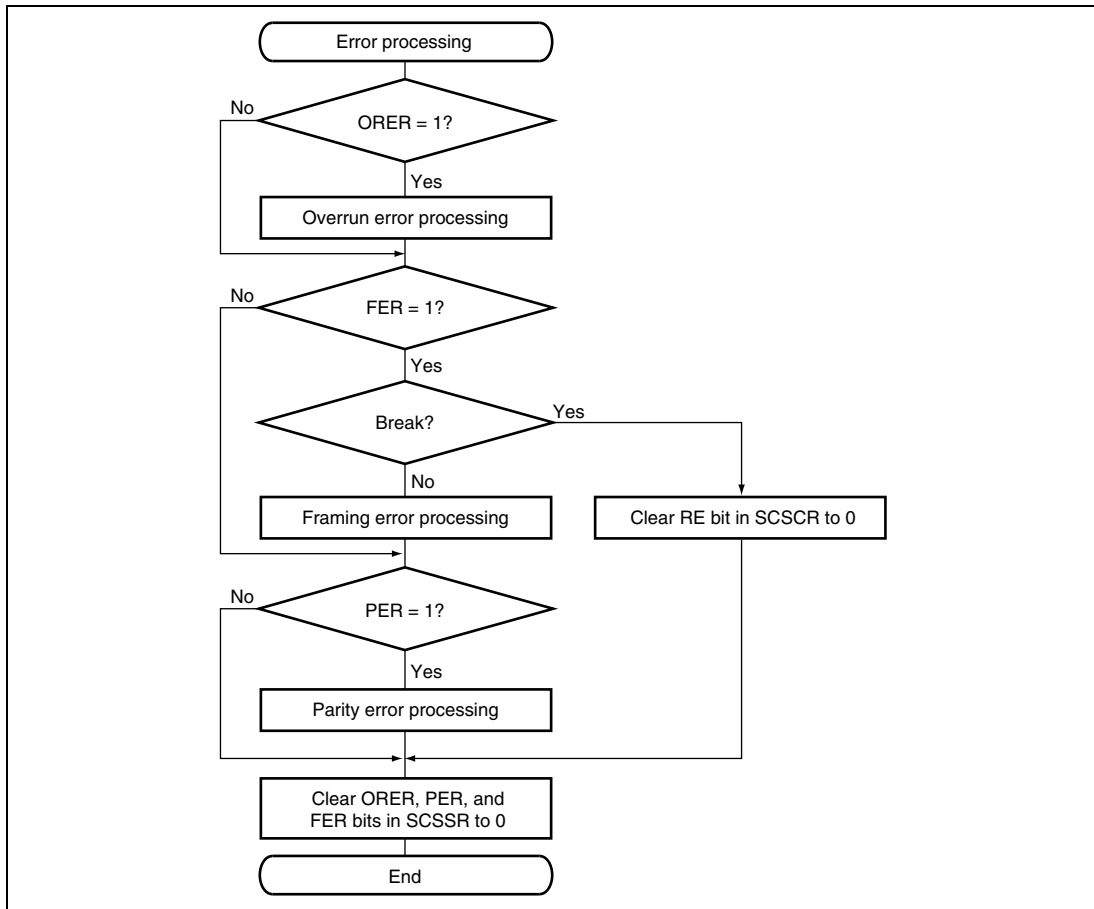 Error processing
No
ORER = 1?
Yes
Overrun error processing
No
FER = 1?
Yes
Break?
Yes
No
Framing error processing
Clear RE bit in SCSCR to 0
No
PER = 1?
Yes
Parity error processing
Clear ORER, PER, and
FER bits in SCSSR to 0
End